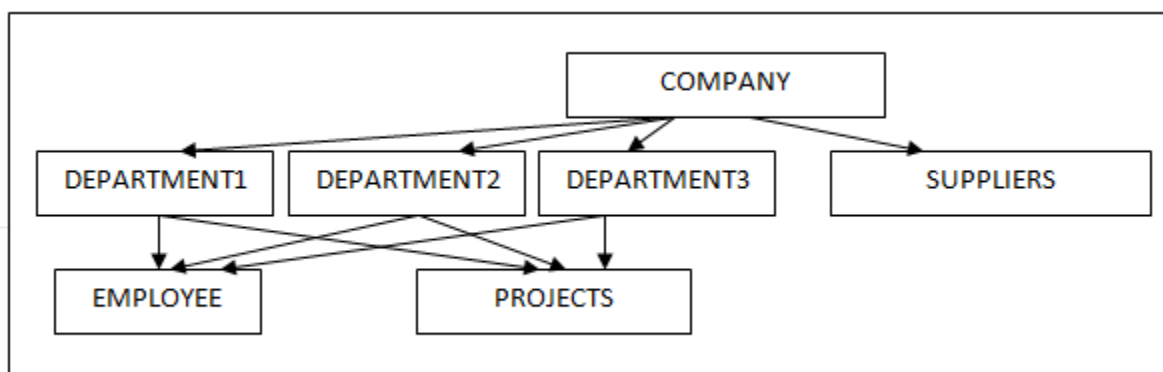 COMPANY
DEPARTMENT1
DEPARTMENT2
DEPARTMENT3
SUPPLIERS
EMPLOYEE
PROJECTS